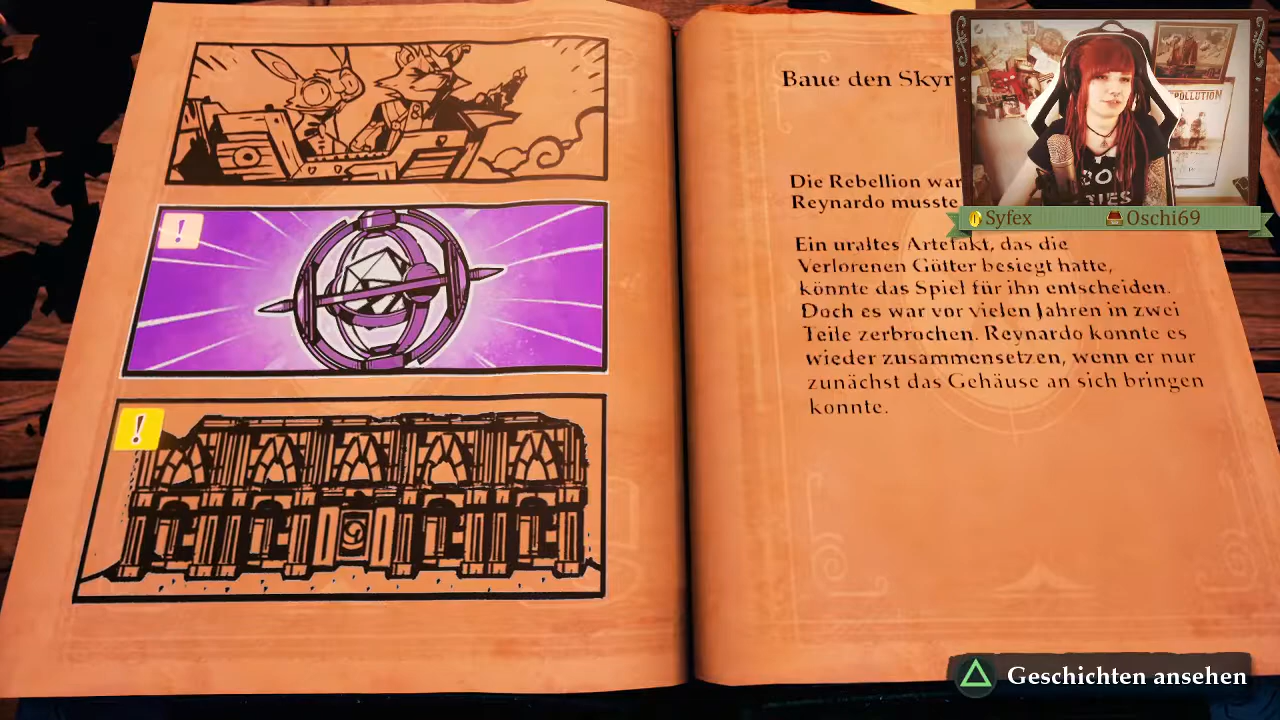 Baue den Skyr
Die Rebellion war
Reynardo musste
Ein uraltes Artefakt, das die
Verlorenen Götter besiegt hatte,
könnte das Spiel für ihn entscheiden.
Doch es war vor vielen Jahren in zwei
Teile zerbrochen. Reynardo konnte es
wieder zusammensetzen, wenn er nur
zunächst das Gehäuse an sich bringen
konnte.
POLLUTION
Syfex
Oschi69
!
!
Geschichten ansehen